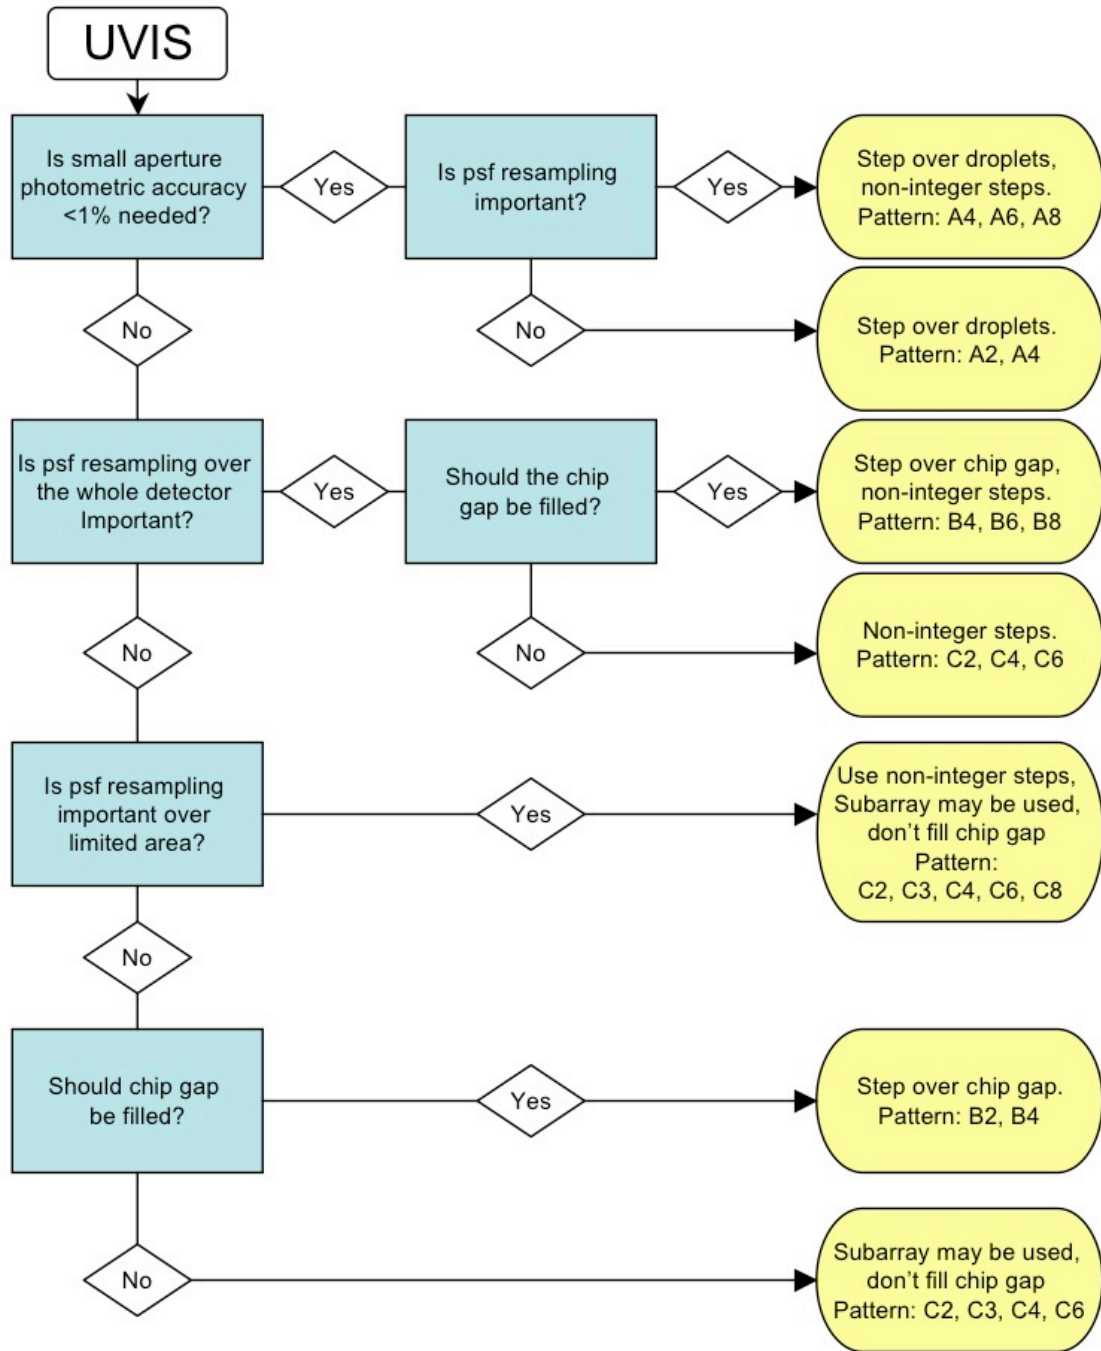 UVIS
Is small aperture
photometric accuracy
<1% needed?
Yes
Is psf resampling
important?
Yes
Step over droplets,
non-integer steps.
Pattern: A4, A6, A8
No
No
Step over droplets.
Pattern: A2, A4
Is psf resampling over
the whole detector
Important?
Yes
Should the chip
gap be filled?
Yes
Step over chip gap,
non-integer steps.
Pattern: B4, B6, B8
No
No
Non-integer steps.
Pattern: C2, C4, C6
Is psf resampling
important over
limited area?
Yes
Use non-integer steps,
Subarray may be used,
don't fill chip gap
Pattern:
C2, C3, C4, C6, C8
No
Should chip gap
be filled?
Yes
Step over chip gap.
Pattern: B2, B4
No
Subarray may be used,
don't fill chip gap
Pattern: C2, C3, C4, C6